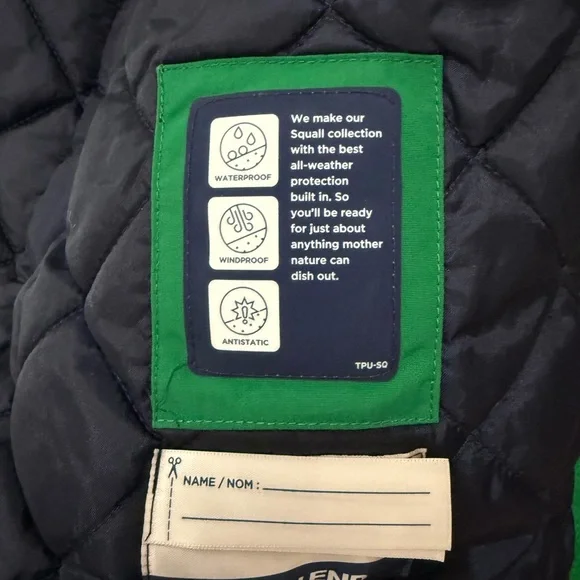 WATERPROOF
WINDPROOF
ANTISTATIC
We make our
Squall collection
with the best
all-weather
protection
built in. So
you'll be ready
for just about
anything mother
nature can
dish out.
TPU-SQ
NAME / NOM :